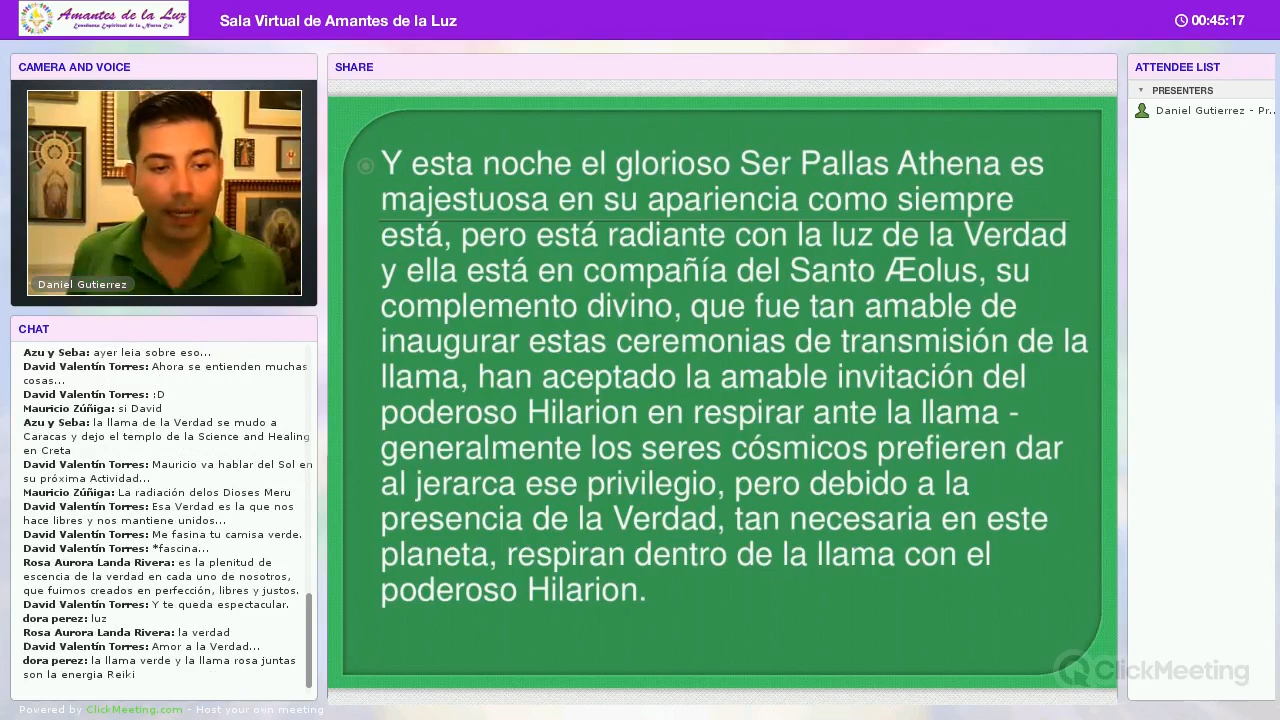 Amantes de la Luz
Enseñanza Espiritual de la Nueva Era
Sala Virtual de Amantes de la Luz
00:45:17
CAMERA AND VOICE
Daniel Gutierrez
CHAT
Azu y Seba: ayer leia sobre eso...
David Valentín Torres: Ahora se entienden muchas
cosas...
David Valentín Torres: :D
Mauricio Zúñiga: si David
Azu y Seba: la llama de la Verdad se mudo a
Caracas y dejo el templo de la Science and Healing
en Creta
David Valentín Torres: Mauricio va hablar del Sol en
su próxima Actividad...
Mauricio Zúñiga: La radiación delos Dioses Meru
David Valentín Torres: Esa Verdad es la que nos
hace libres y nos mantiene unidos...
David Valentín Torres: Me fasina tu camisa verde.
David Valentín Torres: *fascina...
Rosa Aurora Landa Rivera: es la plenitud de
escencia de la verdad en cada uno de nosotros,
que fuimos creados en perfección, libres y justos.
David Valentín Torres: Y te queda espectacular.
dora perez: luz
Rosa Aurora Landa Rivera: la verdad
David Valentín Torres: Amor a la Verdad...
dora perez: la llama verde y la llama rosa juntas
son la energia Reiki
SHARE
Y esta noche el glorioso Ser Pallas Athena es
majestuosa en su apariencia como siempre
está, pero está radiante con la luz de la Verdad
y ella está en compañía del Santo ÆOlus, su
complemento divino, que fue tan amable de
inaugurar estas ceremonias de transmisión de la
llama, han aceptado la amable invitación del
poderoso Hilarion en respirar ante la llama -
generalmente los seres cósmicos prefieren dar
al jerarca ese privilegio, pero debido a la
presencia de la Verdad, tan necesaria en este
planeta, respiran dentro de la llama con el
poderoso Hilarion.
ClickMeeting
ATTENDEE LIST
PRESENTERS
Daniel Gutierrez - Pr...
Powered by ClickMeeting.com - Host your own meeting